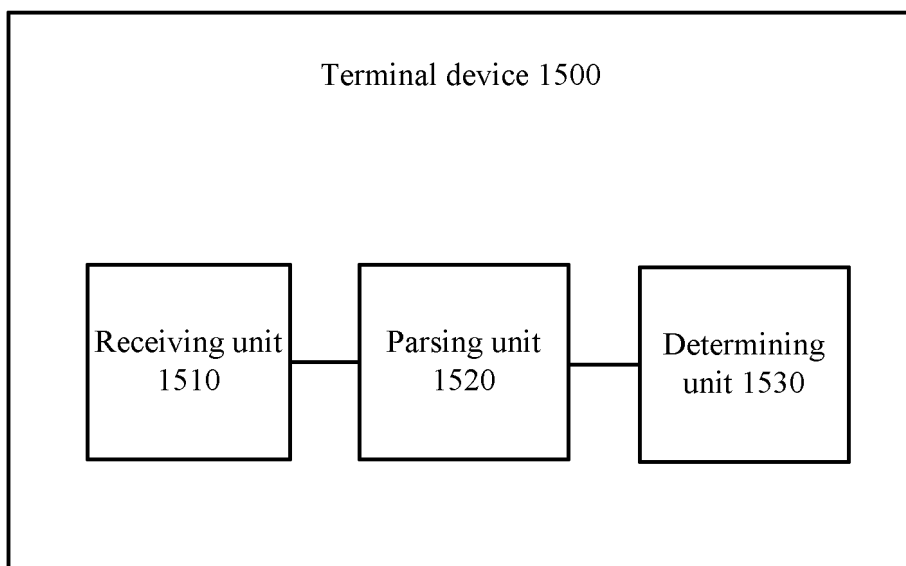 Terminal device 1500
Receiving unit
1510
Parsing unit
1520
Determining
unit 1530